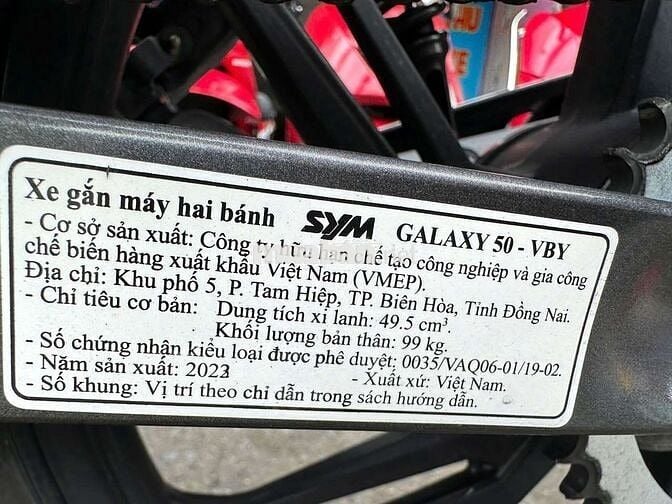 Xe gắn máy hai bánh SYM GALAXY 50 - VBY
- Cơ sở sản xuất: Công ty hữu hạn chế tạo công nghiệp và gia công
chế biến hàng xuất khẩu Việt Nam (VMEP).
Địa chỉ: Khu phố 5, P. Tam Hiệp, TP. Biên Hòa, Tỉnh Đồng Nai.
- Chỉ tiêu cơ bản: Dung tích xi lanh: 49.5 cm³.
Khối lượng bản thân: 99 kg.
- Số chứng nhận kiểu loại được phê duyệt: 0035/VAQ06-01/19-02.
- Năm sản xuất: 2023 - Xuất xứ: Việt Nam.
- Số khung: Vị trí theo chỉ dẫn trong sách hướng dẫn.